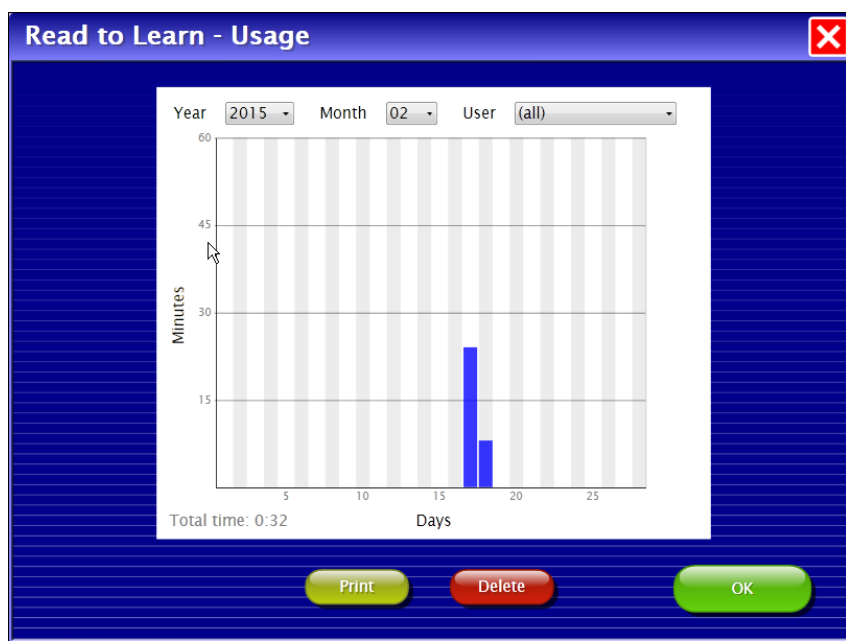 Read to Learn - Usage
Year 2015 Month 02 User (all)
60
45
30
15
Minutes
5 10 15 20 25
Total time: 0:32 Days
Print Delete OK